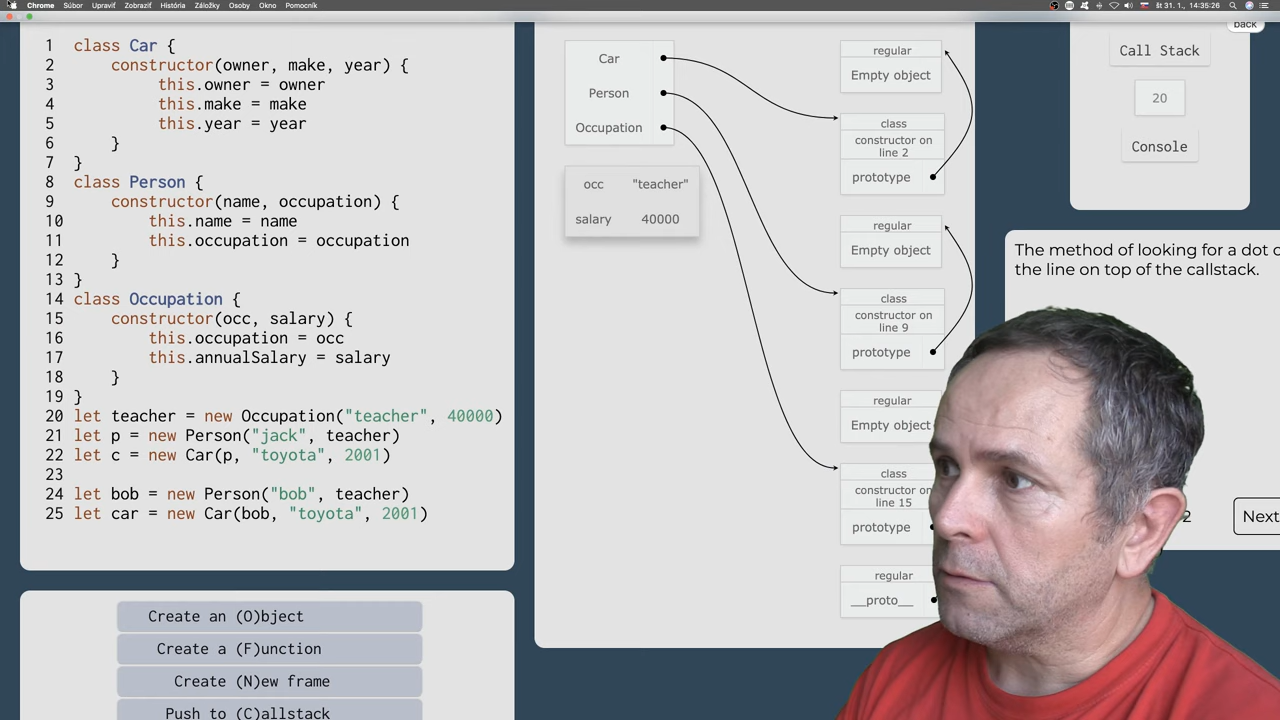 Chrome Súbor Upraviť Zobraziť História Záložky Osoby Okno Pomocník
št 31. 1., 14:35:26
back
1 class Car {
2 constructor(owner, make, year) {
3 this.owner = owner
4 this.make = make
5 this.year = year
6 }
7 }
8 class Person {
9 constructor(name, occupation) {
10 this.name = name
11 this.occupation = occupation
12 }
13 }
14 class Occupation {
15 constructor(occ, salary) {
16 this.occupation = occ
17 this.annualSalary = salary
18 }
19 }
20 let teacher = new Occupation("teacher", 40000)
21 let p = new Person("jack", teacher)
22 let c = new Car(p, "toyota", 2001)
23
24 let bob = new Person("bob", teacher)
25 let car = new Car(bob, "toyota", 2001)
Create an (O)bject
Create a (F)unction
Create (N)ew frame
Push to (C)allstack
Car
Person
Occupation
occ "teacher"
salary 40000
regular
Empty object
class
constructor on
line 2
prototype
regular
Empty object
class
constructor on
line 9
prototype
regular
Empty object
class
constructor on
line 15
prototype
regular
__proto__
Call Stack
20
Console
The method of looking for a dot
the line on top of the callstack.
2
Next